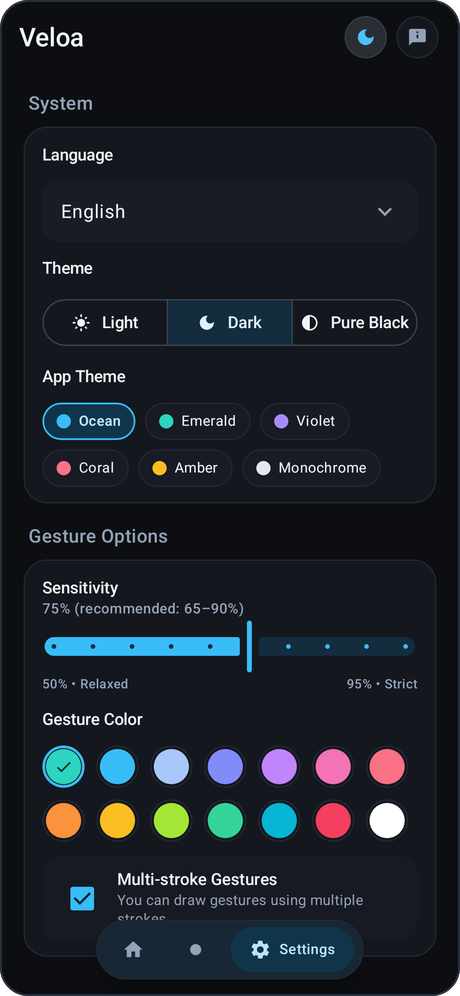 Veloa
System
Language
English
Theme
Light Dark Pure Black
App Theme
Ocean Emerald Violet
Coral Amber Monochrome
Gesture Options
Sensitivity
75% (recommended: 65–90%)
50% • Relaxed 95% • Strict
Gesture Color
Multi-stroke Gestures
You can draw gestures using multiple
strokes
Settings